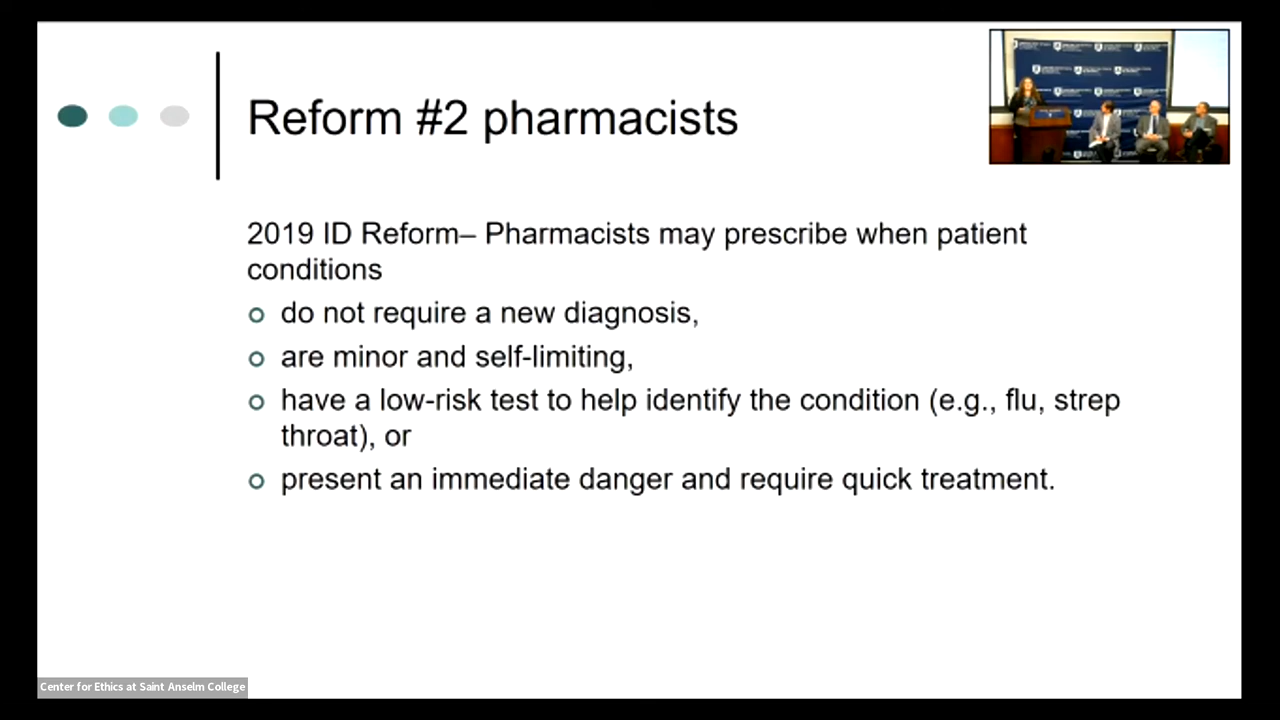 Reform #2 pharmacists
2019 ID Reform– Pharmacists may prescribe when patient
conditions
do not require a new diagnosis,
are minor and self-limiting,
have a low-risk test to help identify the condition (e.g., flu, strep
throat), or
present an immediate danger and require quick treatment.
Center for Ethics at Saint Anselm College